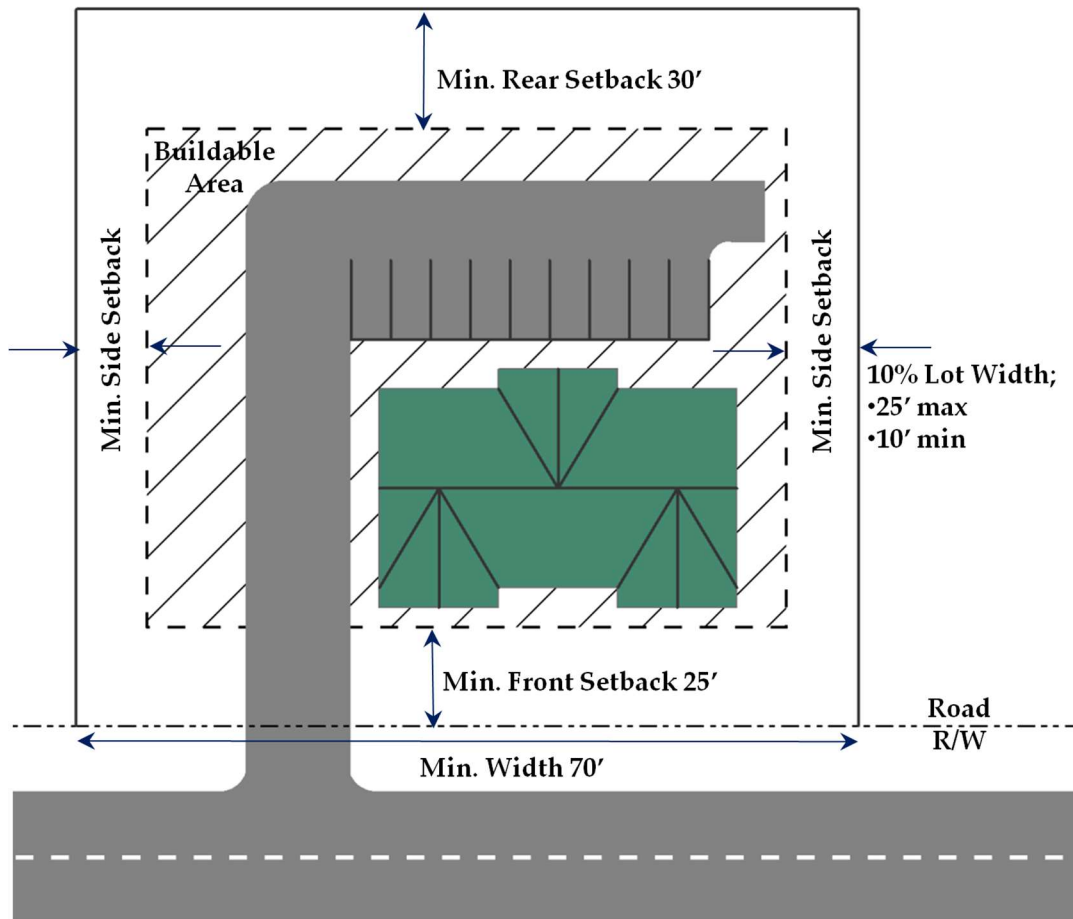 Min. Rear Setback 30’
Buildable
Area
Min. Side Setback
Min. Side Setback
10% Lot Width;
•25’ max
•10’ min
Min. Front Setback 25’
Road
R/W
Min. Width 70’